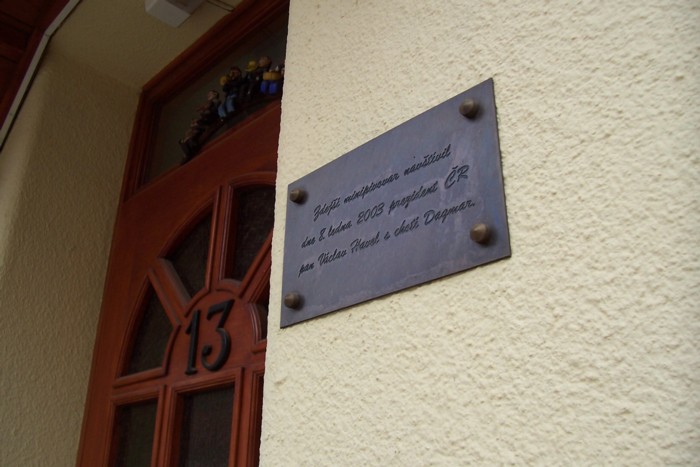 Zdejší minipivovar navštívil
dne 8. ledna 2003 prezident ČR
pan Václav Havel s chotí Dagmar.
13